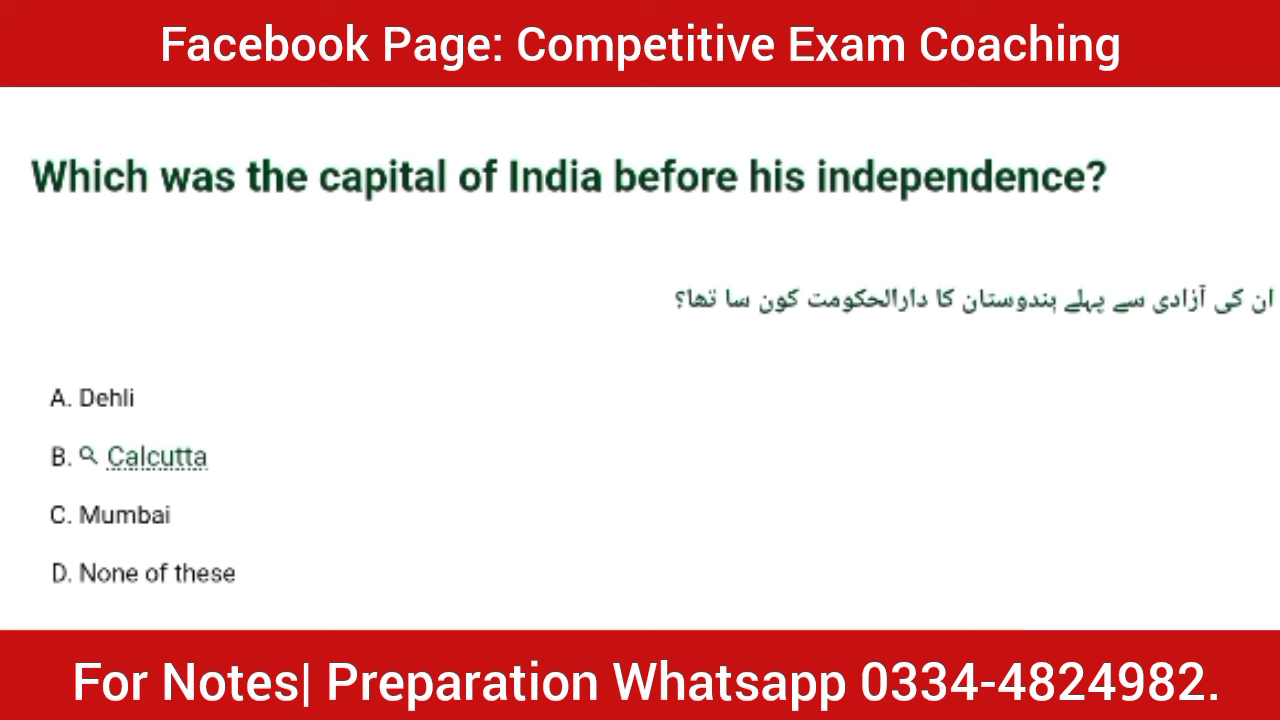 Facebook Page: Competitive Exam Coaching
Which was the capital of India before his independence?
ان کی آزادی سے پہلے ہندوستان کا دارالحکومت کون سا تھا؟
A. Dehli
B. Calcutta
C. Mumbai
D. None of these
For Notes| Preparation Whatsapp 0334-4824982.